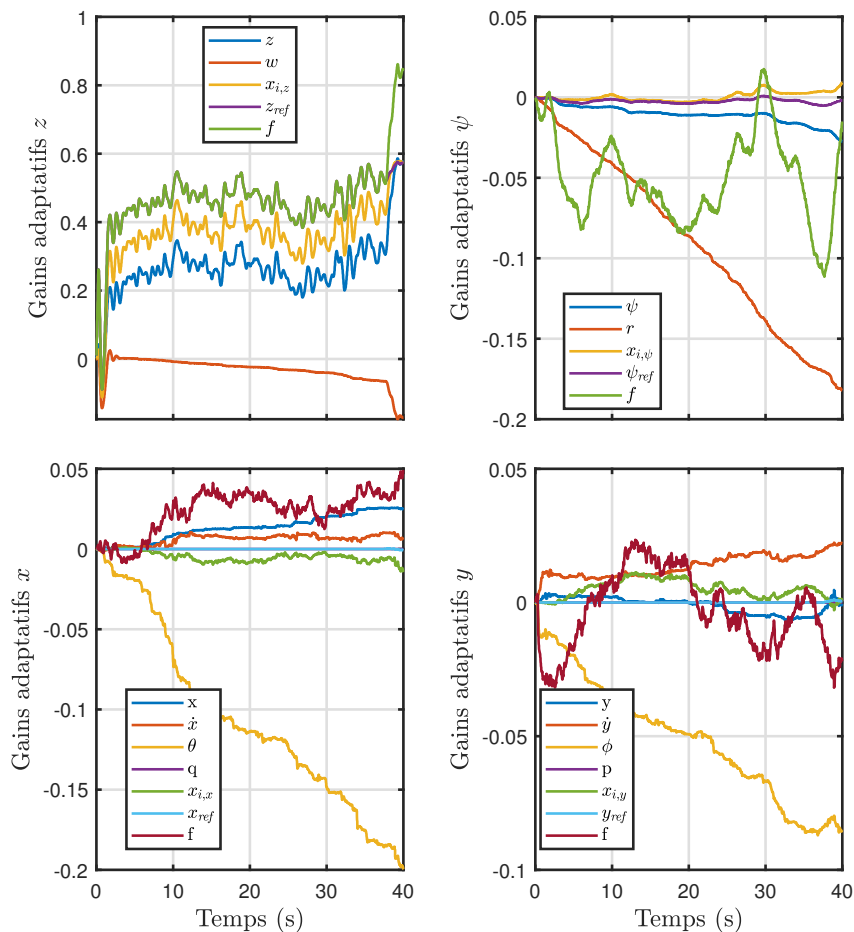 Gains adaptatifs z
1
0.8
0.6
0.4
0.2
0
z
w
x_{i,z}
z_{ref}
f
Gains adaptatifs ψ
0.05
0
-0.05
-0.1
-0.15
-0.2
ψ
r
x_{i,ψ}
ψ_{ref}
f
Gains adaptatifs x
0.05
0
-0.05
-0.1
-0.15
-0.2
x
ẋ
θ
q
x_{i,x}
x_{ref}
f
0 10 20 30 40
Temps (s)
Gains adaptatifs y
0.05
0
-0.05
-0.1
y
ẏ
ϕ
p
x_{i,y}
y_{ref}
f
0 10 20 30 40
Temps (s)